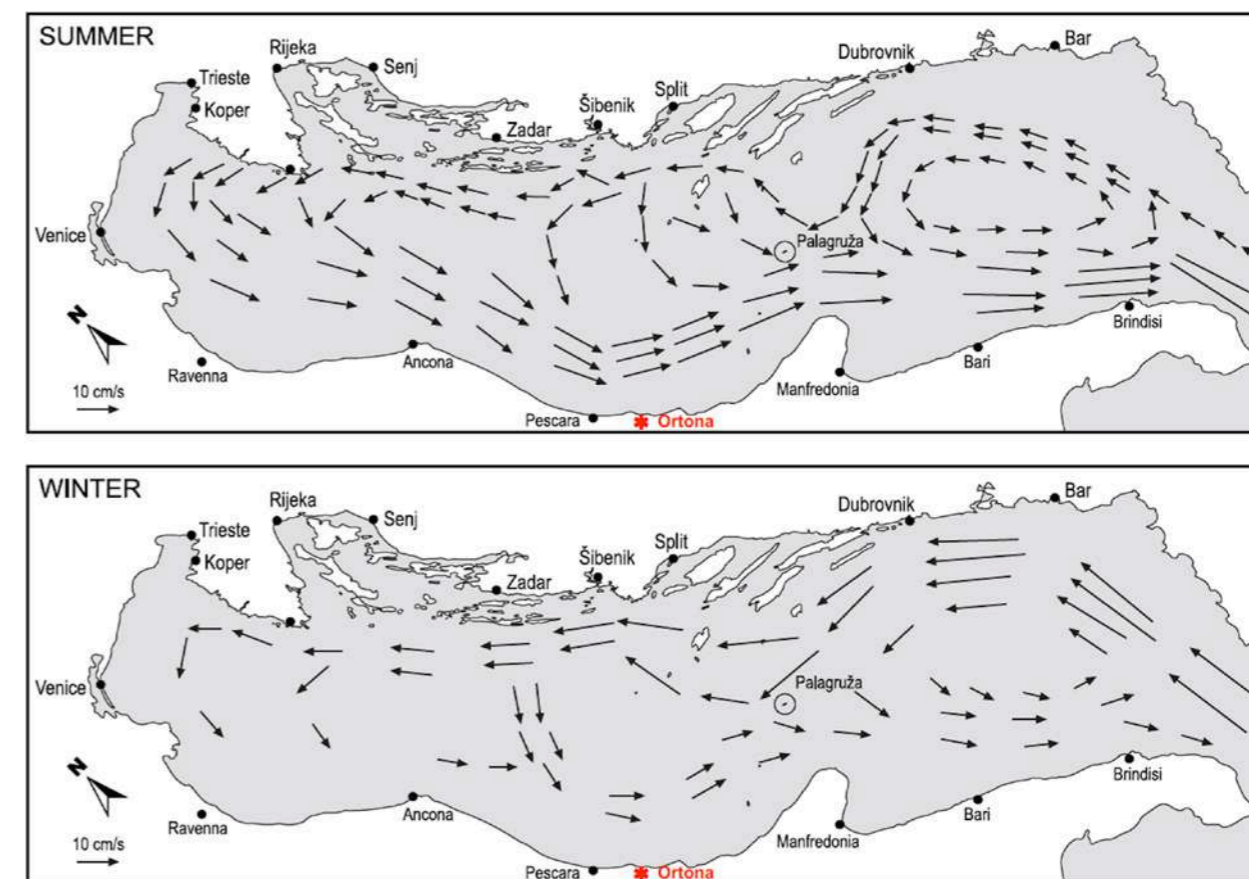 SUMMER
Rijeka
Senj
Trieste
Koper
Zadar
Šibenik
Split
Dubrovnik
Bar
Venice
Palagruža
N
Ravenna
Ancona
Brindisi
Bari
Manfredonia
10 cm/s
Pescara
✱ Ortona
WINTER
Rijeka
Senj
Trieste
Koper
Zadar
Šibenik
Split
Dubrovnik
Bar
Venice
Palagruža
N
Ravenna
Ancona
Brindisi
Bari
Manfredonia
10 cm/s
Pescara
✱ Ortona